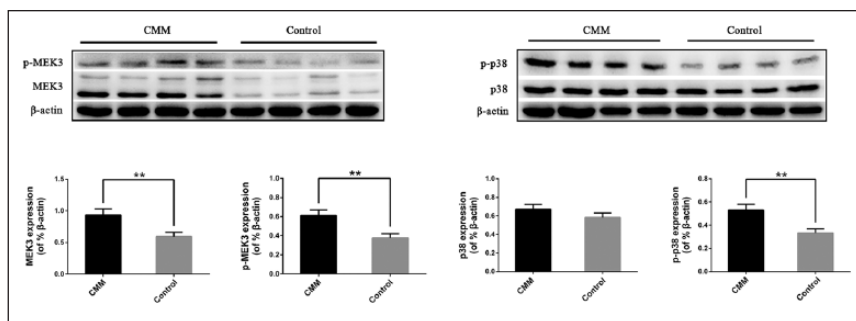 CMM Control
p-MEK3
MEK3
β-actin
CMM Control
p-p38
p38
β-actin
MEK3 expression
(of % β-actin)
1.5
1.0
0.5
0.0
**
CMM
Control
p-MEK3 expression
(of % β-actin)
0.8
0.6
0.4
0.2
0.0
**
CMM
Control
p38 expression
(of % β-actin)
1.0
0.8
0.6
0.4
0.2
0.0
CMM
Control
p-p38 expression
(of % β-actin)
0.8
0.6
0.4
0.2
0.0
**
CMM
Control